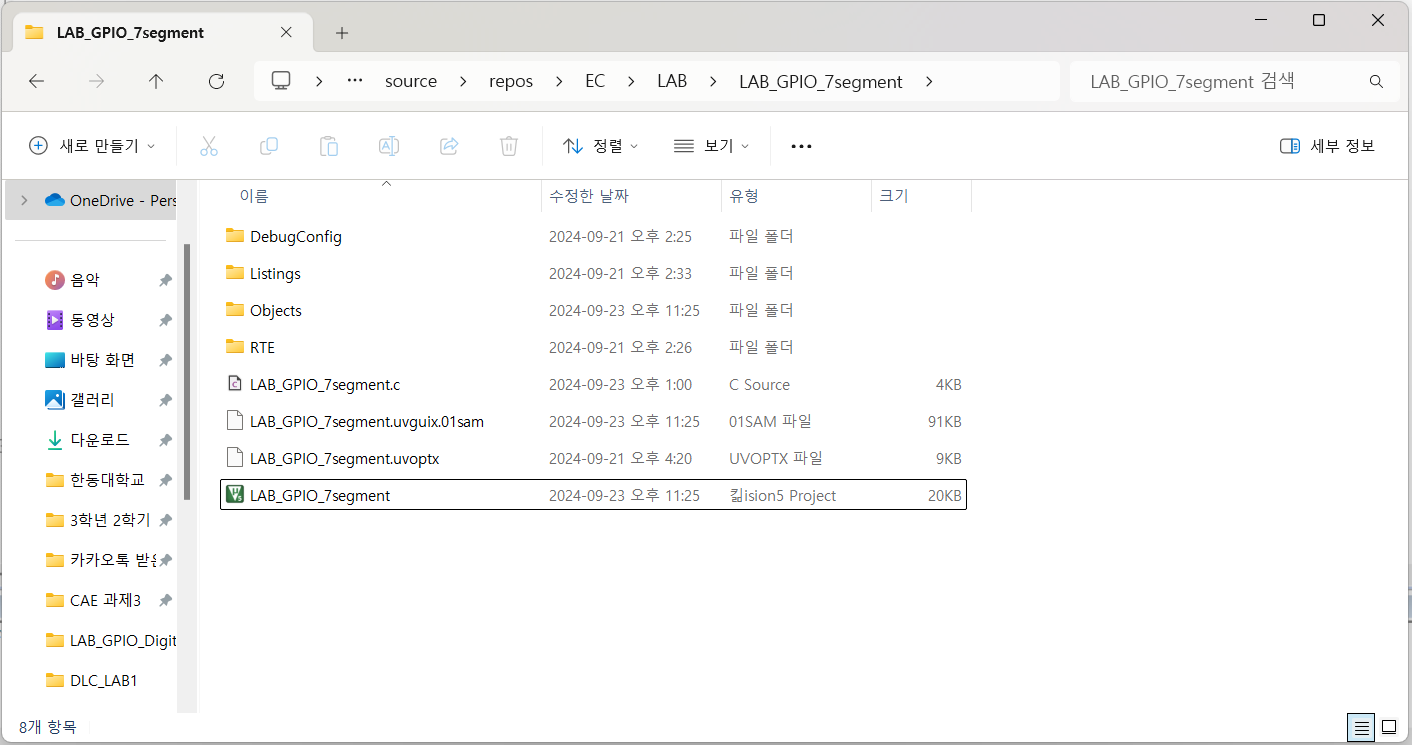 LAB_GPIO_7segment
source repos EC LAB LAB_GPIO_7segment
LAB_GPIO_7segment 검색
새로 만들기 정렬 보기 세부 정보
OneDrive - Pers
음악
동영상
바탕 화면
갤러리
다운로드
한동대학교
3학년 2학기
카카오톡 받은
CAE 과제3
LAB_GPIO_Digit
DLC_LAB1
이름 수정한 날짜 유형 크기
DebugConfig 2024-09-21 오후 2:25 파일 폴더
Listings 2024-09-21 오후 2:33 파일 폴더
Objects 2024-09-23 오후 11:25 파일 폴더
RTE 2024-09-21 오후 2:26 파일 폴더
LAB_GPIO_7segment.c 2024-09-23 오후 1:00 C Source 4KB
LAB_GPIO_7segment.uvguix.01sam 2024-09-23 오후 11:25 01SAM 파일 91KB
LAB_GPIO_7segment.uvoptx 2024-09-21 오후 4:20 UVOPTX 파일 9KB
LAB_GPIO_7segment 2024-09-23 오후 11:25 킯ision5 Project 20KB
8개 항목